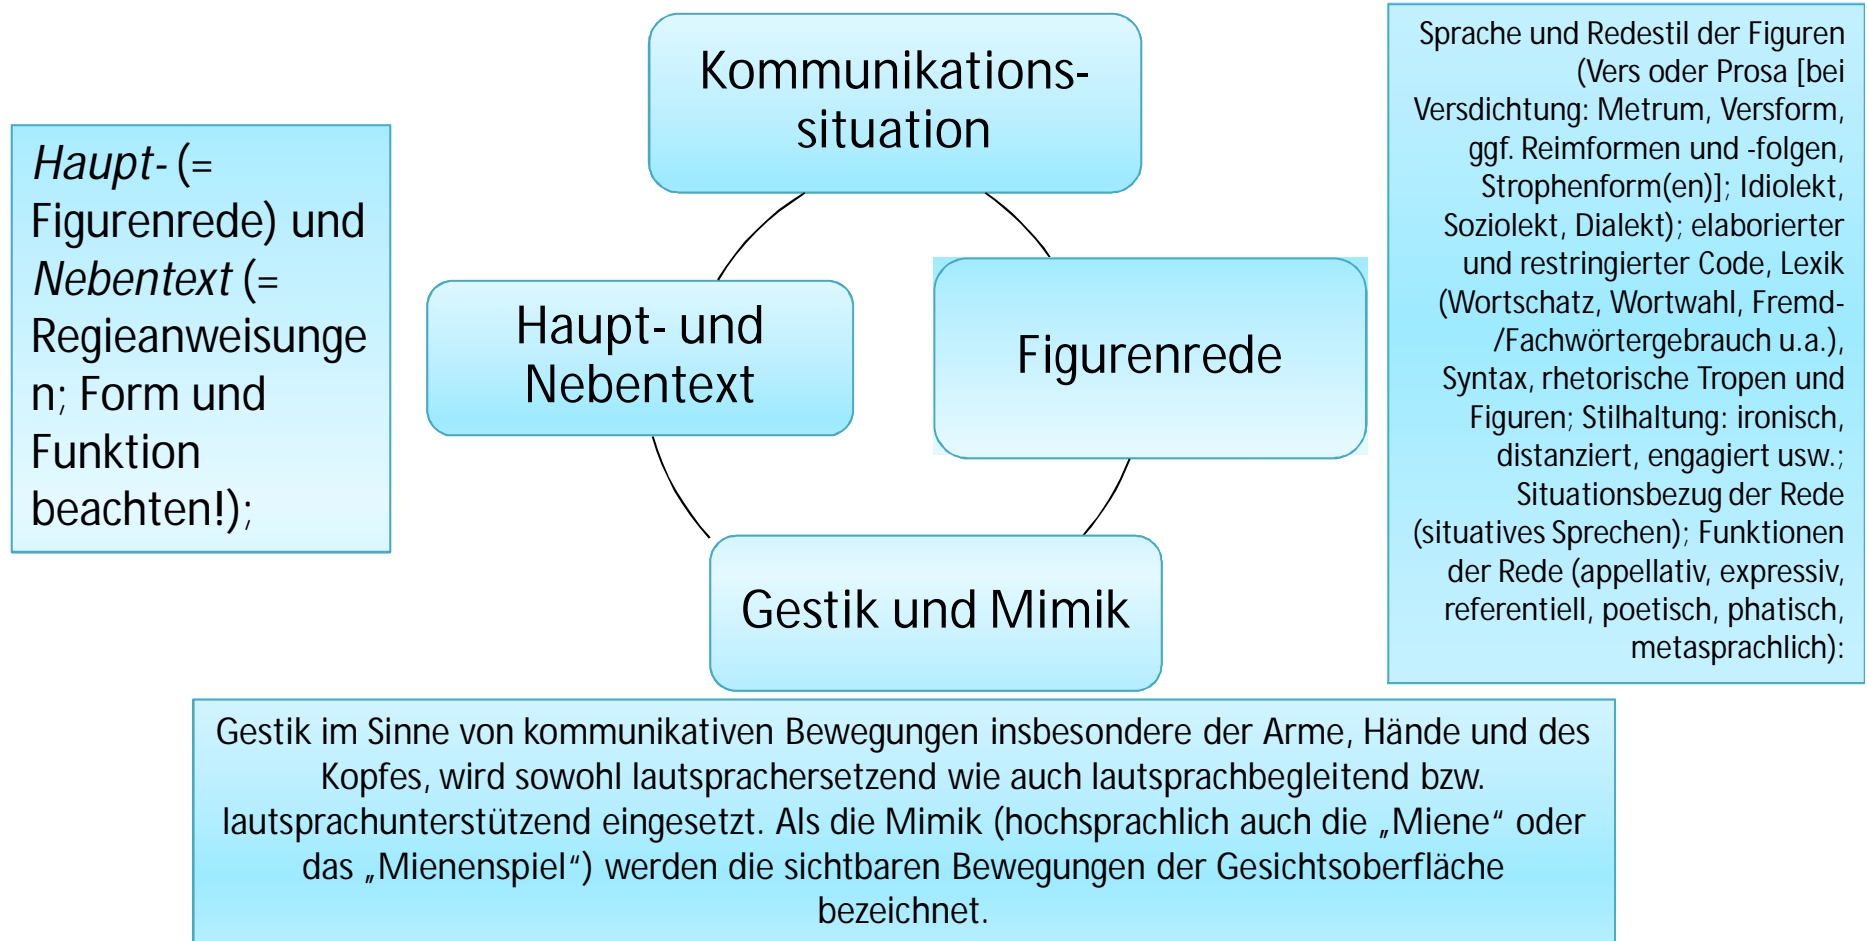 Kommunikations-
situation
Haupt- (=
Figurenrede) und
Nebentext (=
Regieanweisunge
n; Form und
Funktion
beachten!);
Haupt- und
Nebentext
Figurenrede
Gestik und Mimik
Sprache und Redestil der Figuren
(Vers oder Prosa [bei
Versdichtung: Metrum, Versform,
ggf. Reimformen und -folgen,
Strophenform(en)]; Idiolekt,
Soziolekt, Dialekt); elaborierter
und restringierter Code, Lexik
(Wortschatz, Wortwahl, Fremd-
/Fachwörtergebrauch u.a.),
Syntax, rhetorische Tropen und
Figuren; Stilhaltung: ironisch,
distanziert, engagiert usw.;
Situationsbezug der Rede
(situatives Sprechen); Funktionen
der Rede (appellativ, expressiv,
referentiell, poetisch, phatisch,
metasprachlich):
Gestik im Sinne von kommunikativen Bewegungen insbesondere der Arme, Hände und des
Kopfes, wird sowohl lautsprachersetzend wie auch lautsprachbegleitend bzw.
lautsprachunterstützend eingesetzt. Als die Mimik (hochsprachlich auch die „Miene“ oder
das „Mienenspiel“) werden die sichtbaren Bewegungen der Gesichtsoberfläche
bezeichnet.